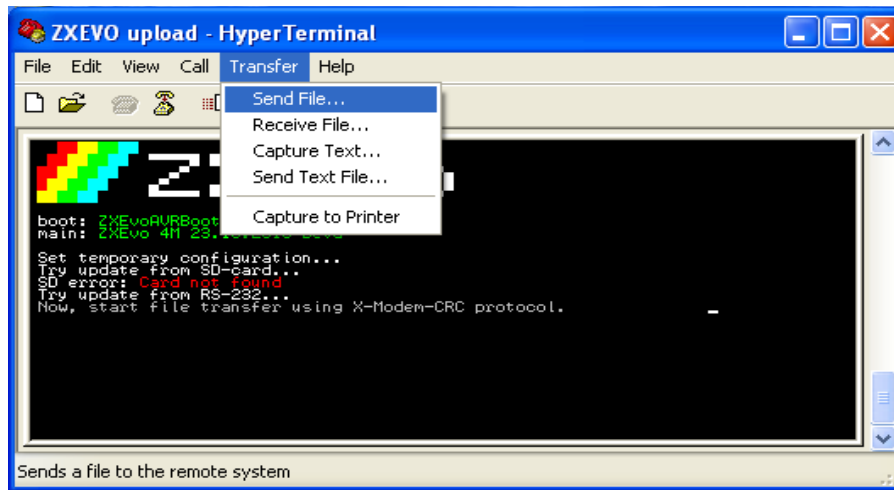 ZXEVO upload - HyperTerminal
File Edit View Call Transfer Help
Send File...
Receive File...
Capture Text...
Send Text File...
Capture to Printer
boot: ZXEvoAVRBoot
main: ZXEvo 4M 23.
Set temporary configuration...
Try update from SD-card...
SD error: Card not found
Try update from RS-232...
Now, start file transfer using X-Modem-CRC protocol.
Sends a file to the remote system